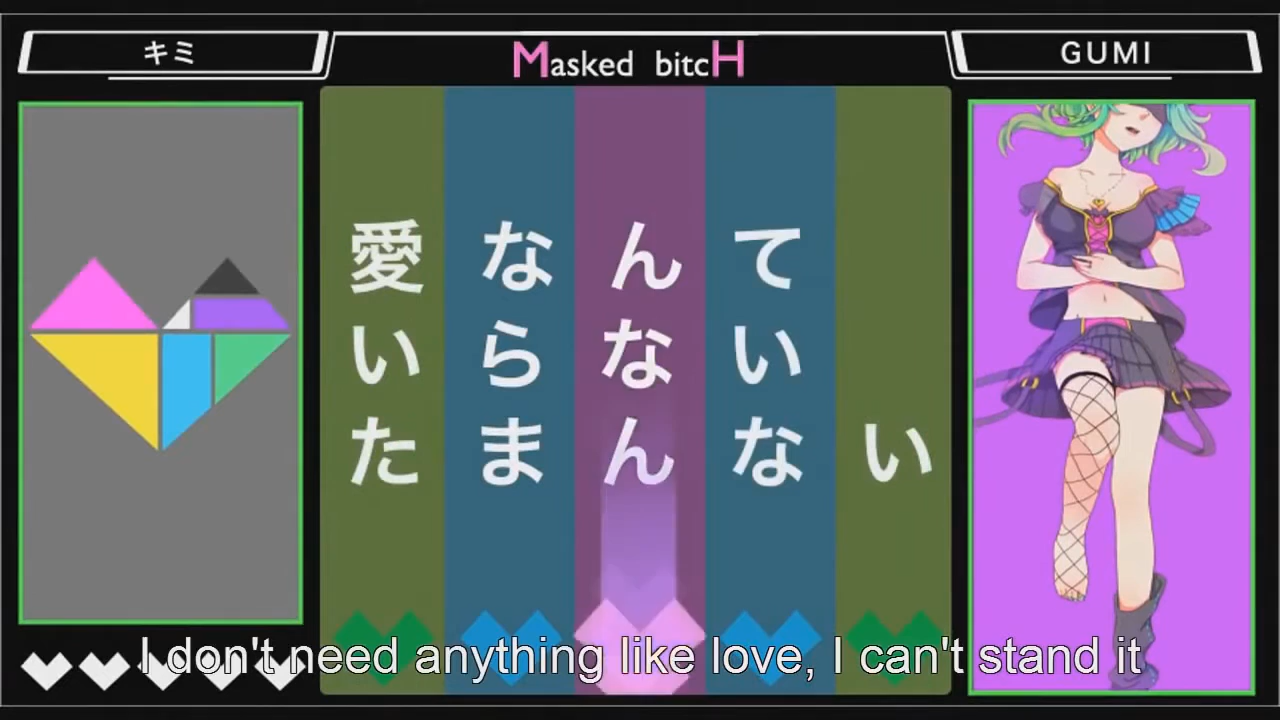 キミ
Masked bitcH
GUMI
愛なんて
いらない
たまんない
I don't need anything like love, I can't stand it